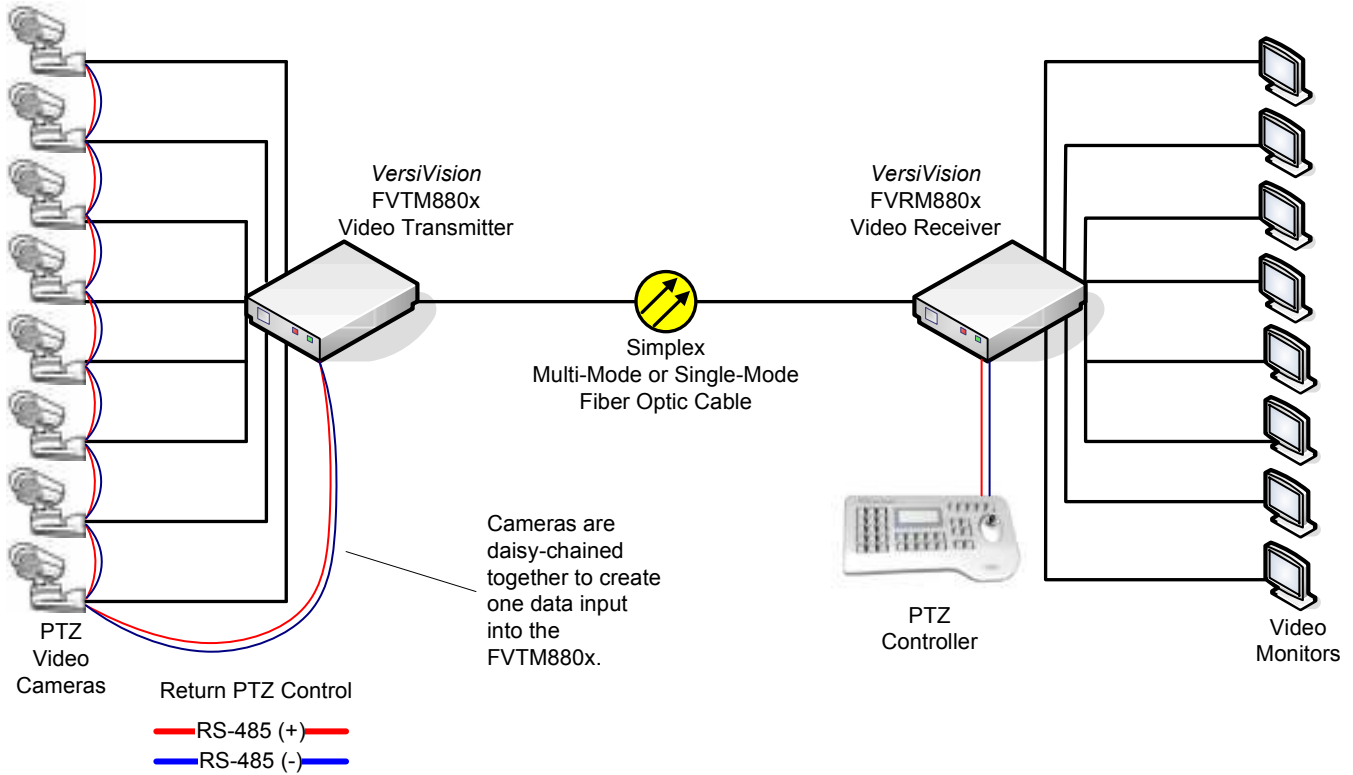 VersiVision
FVTM880x
Video Transmitter
VersiVision
FVRM880x
Video Receiver
Simplex
Multi-Mode or Single-Mode
Fiber Optic Cable
Cameras are
daisy-chained
together to create
one data input
into the
FVTM880x.
PTZ
Controller
PTZ
Video
Cameras
Video
Monitors
Return PTZ Control
RS-485 (+)
RS-485 (-)